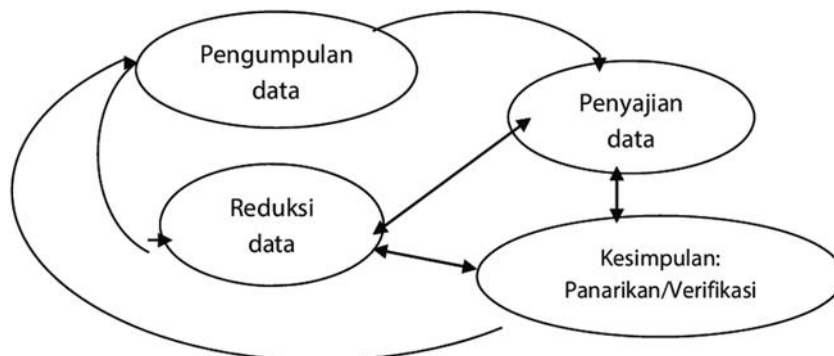 Pengumpulan
data
Penyajian
data
Reduksi
data
Kesimpulan:
Panarikan/Verifikasi